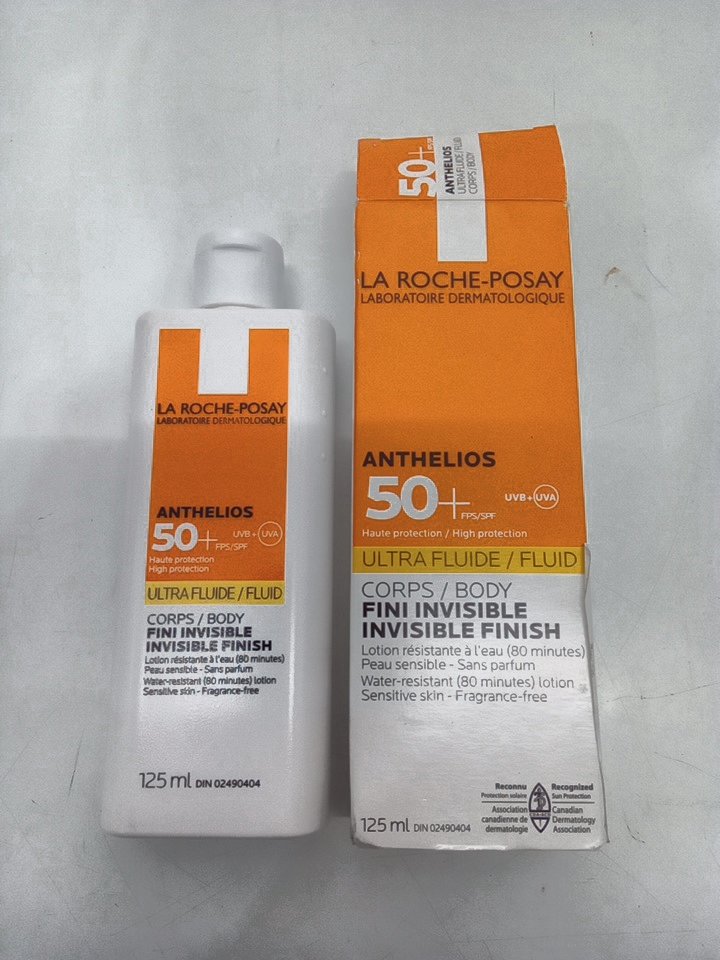 LA ROCHE-POSAY
LABORATOIRE DERMATOLOGIQUE
ANTHELIOS
50+ FPS/SPF UVB+UVA
Haute protection
High protection
ULTRA FLUIDE / FLUID
CORPS / BODY
FINI INVISIBLE
INVISIBLE FINISH
Lotion résistante à l'eau (80 minutes)
Peau sensible - Sans parfum
Water-resistant (80 minutes) lotion
Sensitive skin - Fragrance-free
125 ml DIN 02490404
50+
ANTHELIOS
ULTRA FLUIDE / FLUID
CORPS / BODY
LA ROCHE-POSAY
LABORATOIRE DERMATOLOGIQUE
ANTHELIOS
50+ FPS/SPF UVB+UVA
Haute protection / High protection
ULTRA FLUIDE / FLUID
CORPS / BODY
FINI INVISIBLE
INVISIBLE FINISH
Lotion résistante à l'eau (80 minutes)
Peau sensible - Sans parfum
Water-resistant (80 minutes) lotion
Sensitive skin - Fragrance-free
125 ml DIN 02490404
Reconnu
Protection solaire
Association
canadienne de
dermatologie
Recognized
Sun Protection
Canadian
Dermatology
Association